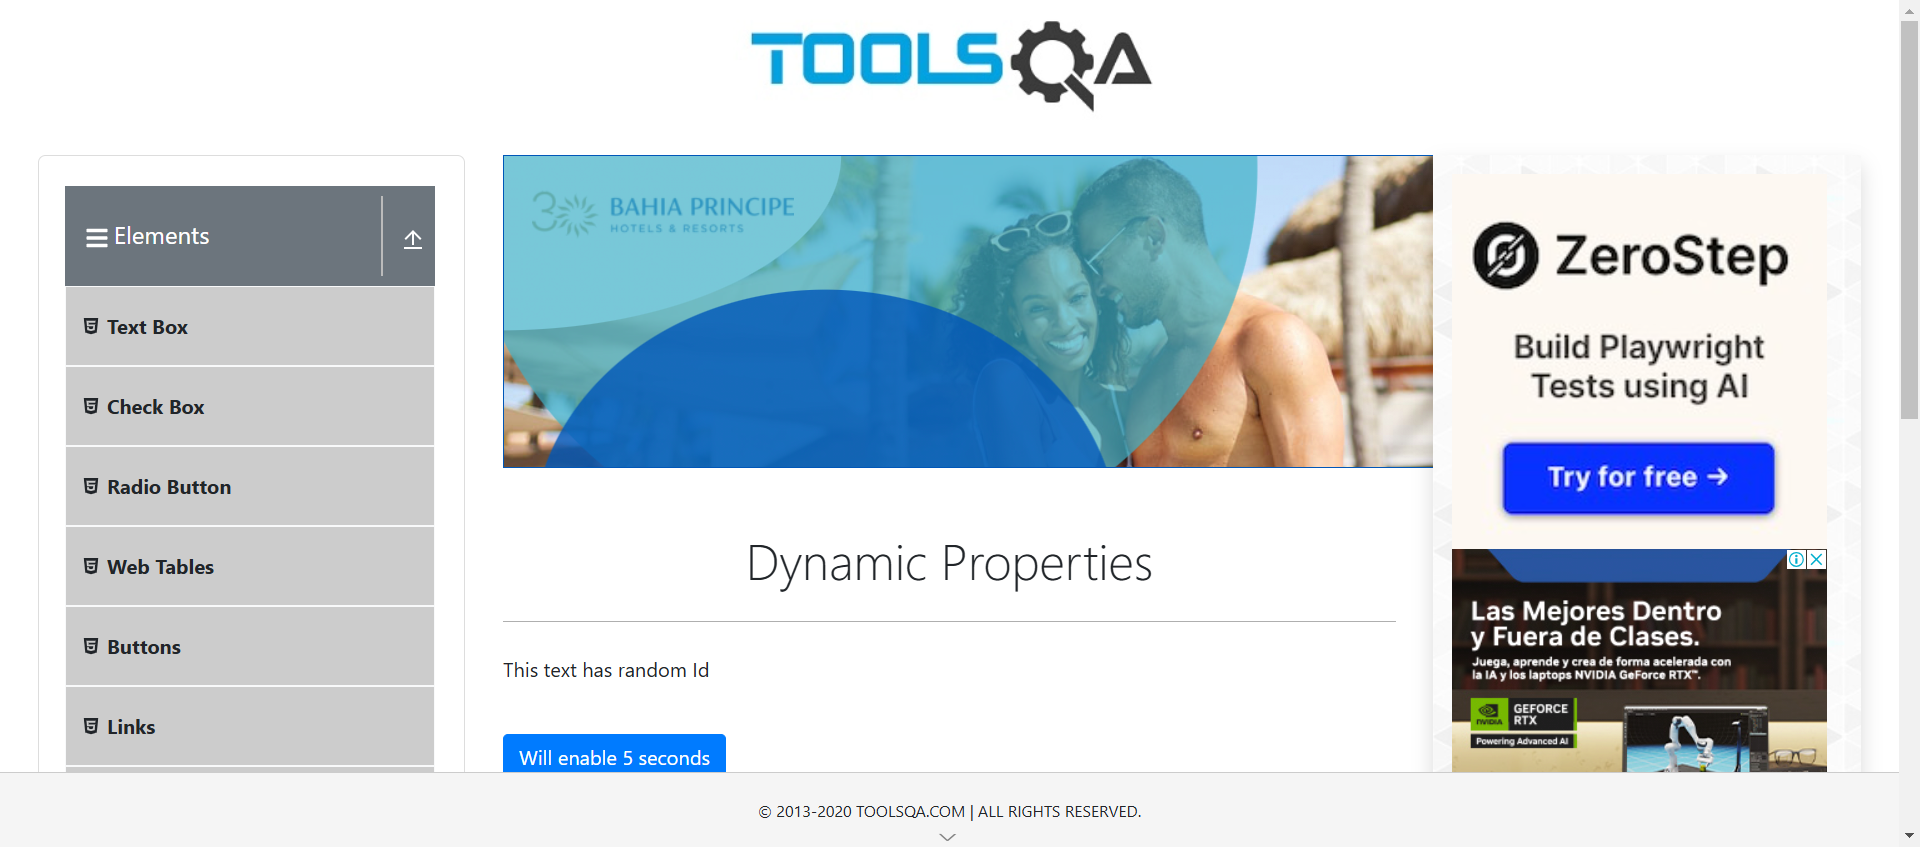 TOOLSQA
Elements
Text Box
Check Box
Radio Button
Web Tables
Buttons
Links
30 BAHIA PRINCIPE
HOTELS & RESORTS
Dynamic Properties
This text has random Id
Will enable 5 seconds
ZeroStep
Build Playwright
Tests using AI
Try for free →
Las Mejores Dentro
y Fuera de Clases.
Juega, aprende y crea de forma acelerada con
la IA y los laptops NVIDIA GeForce RTX™.
NVIDIA
GEFORCE
RTX
Powering Advanced AI
© 2013-2020 TOOLSQA.COM | ALL RIGHTS RESERVED.